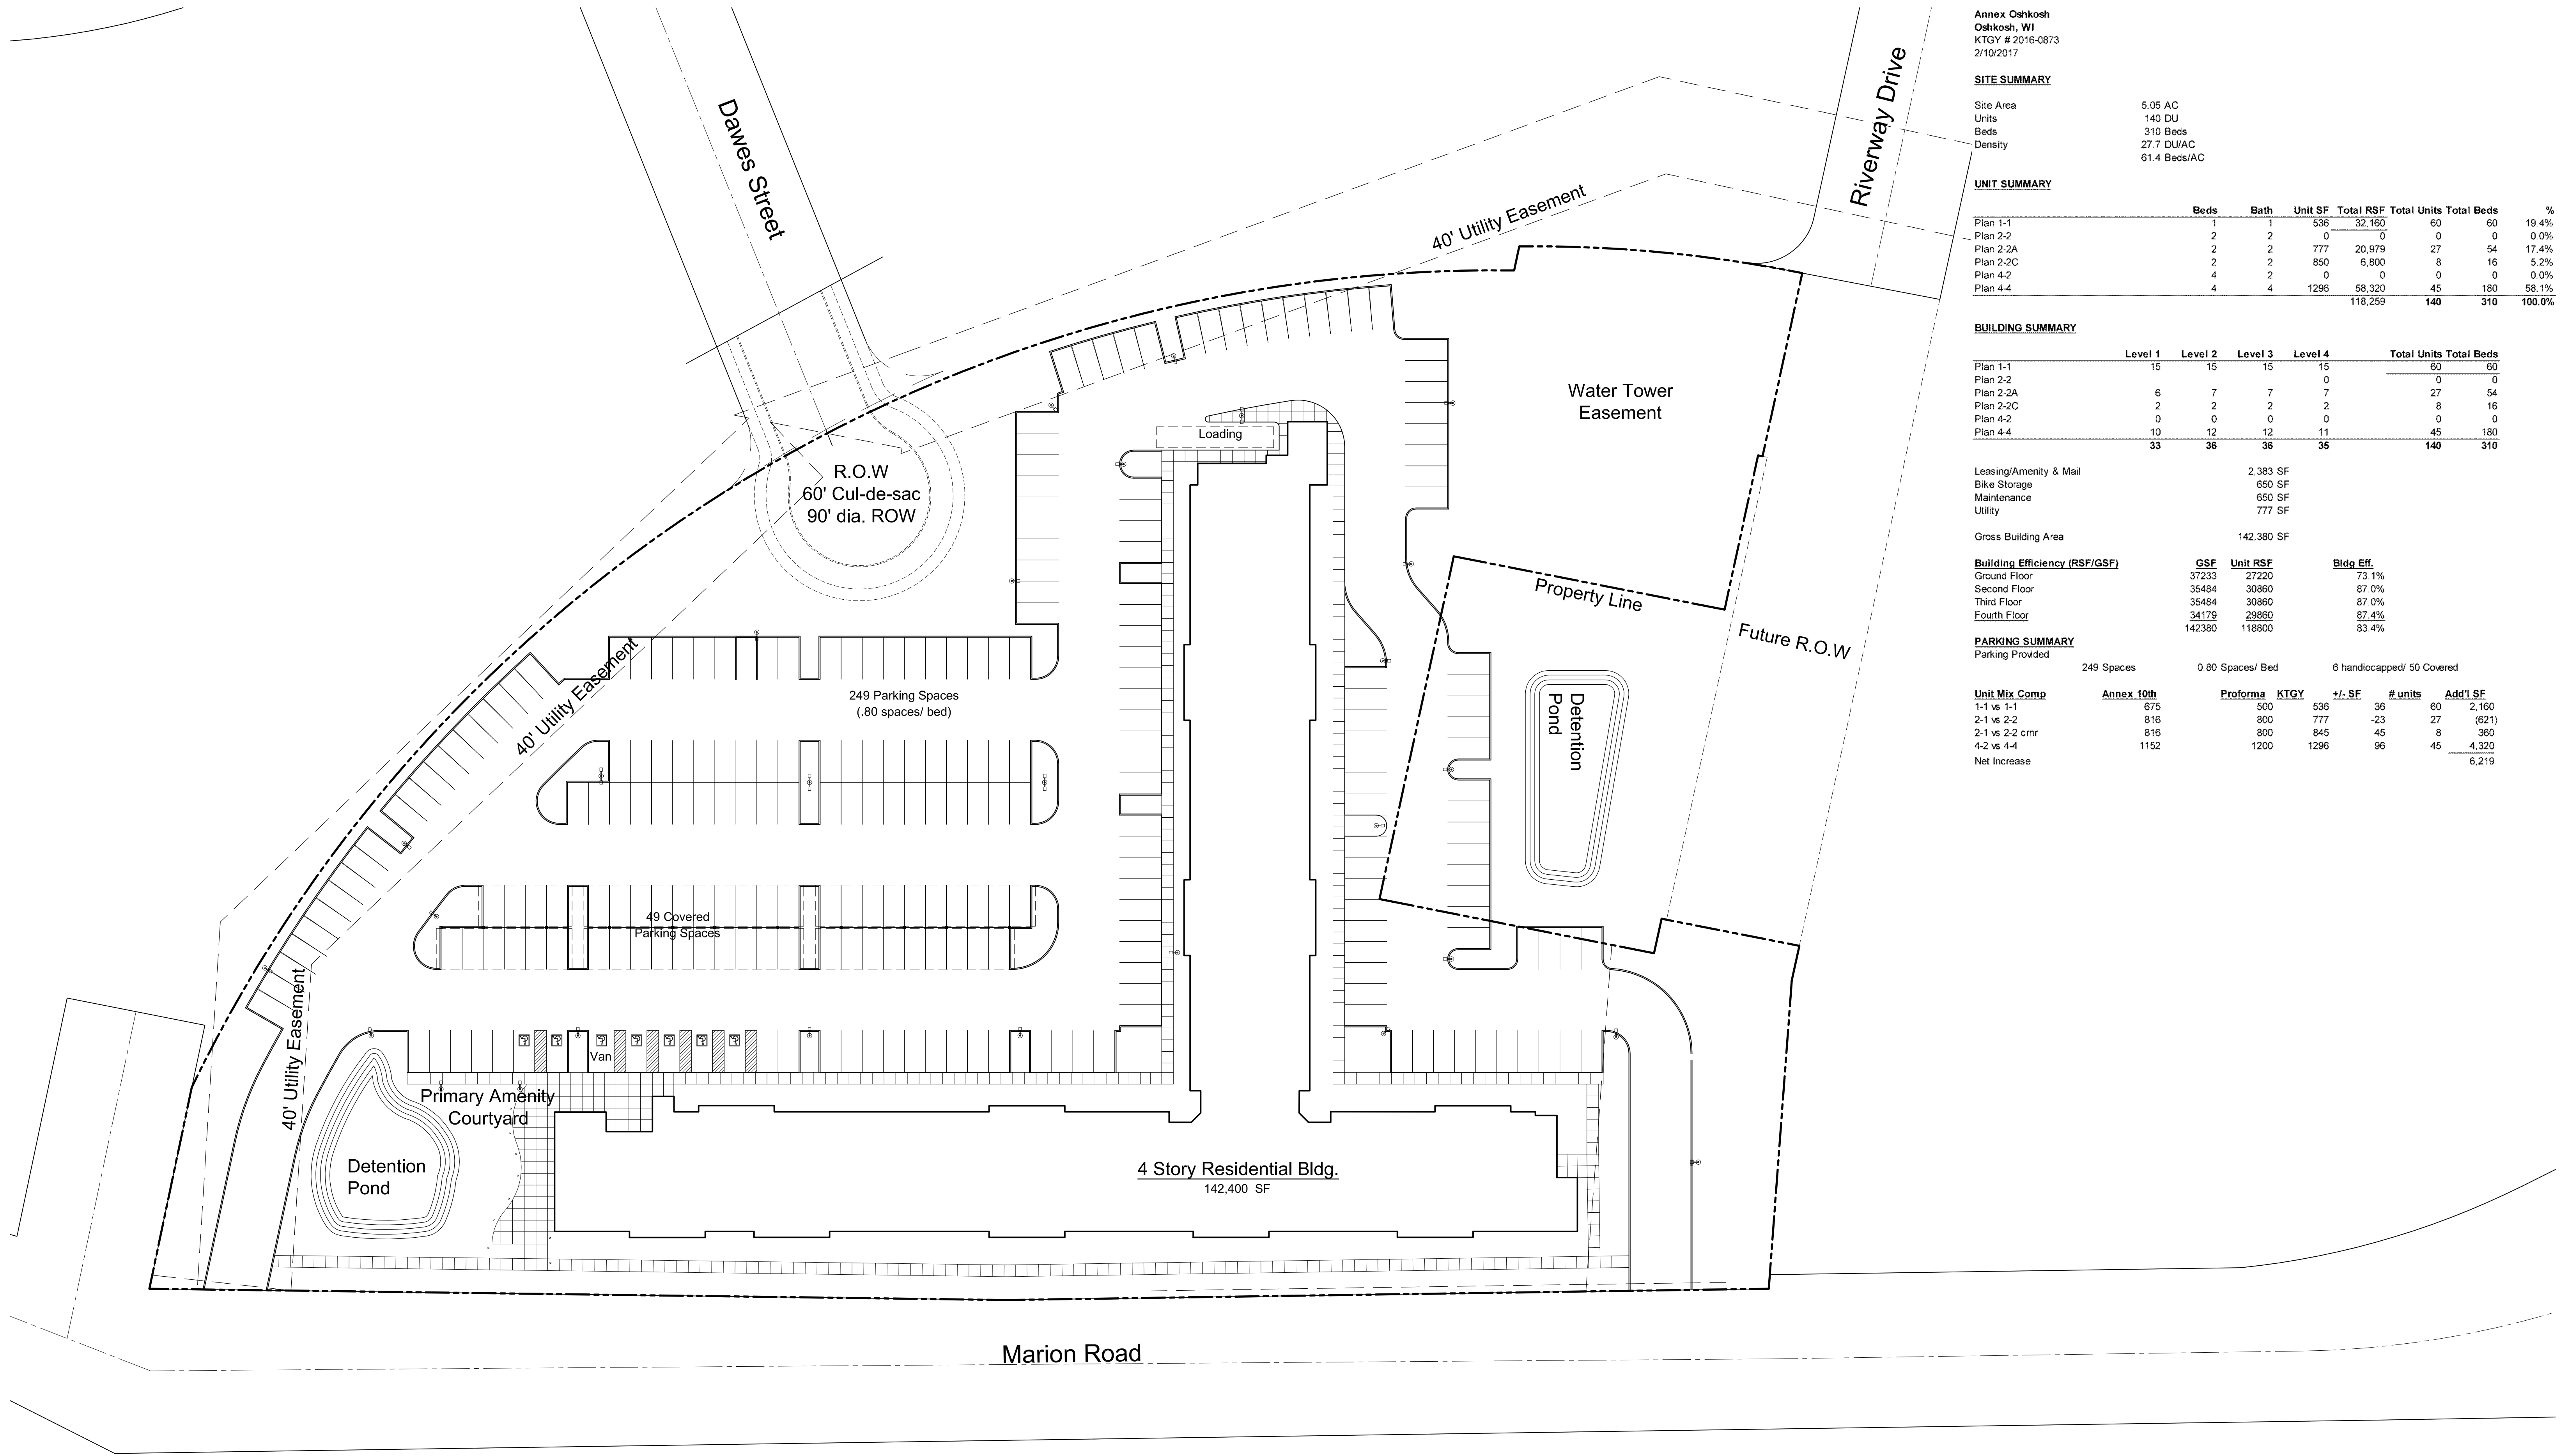 Dawes Street
Riverway Drive
40' Utility Easement
R.O.W
60' Cul-de-sac
90' dia. ROW
Loading
Water Tower
Easement
Property Line
Future R.O.W
40' Utility Easement
249 Parking Spaces
(.80 spaces/ bed)
Detention
Pond
49 Covered
Parking Spaces
40' Utility Easement
Van
Primary Amenity
Courtyard
Detention
Pond
4 Story Residential Bldg.
142,400 SF
Marion Road
Annex Oshkosh
Oshkosh, WI
KTGY # 2016-0873
2/10/2017
SITE SUMMARY
Site Area 5.05 AC
Units 140 DU
Beds 310 Beds
Density 27.7 DU/AC
61.4 Beds/AC
UNIT SUMMARY
Beds Bath Unit SF Total RSF Total Units Total Beds %
Plan 1-1 1 1 536 32,160 60 60 19.4%
Plan 2-2 2 2 0 0 0 0 0.0%
Plan 2-2A 2 2 777 20,979 27 54 17.4%
Plan 2-2C 2 2 850 6,800 8 16 5.2%
Plan 4-2 4 2 0 0 0 0 0.0%
Plan 4-4 4 4 1296 58,320 45 180 58.1%
118,259 140 310 100.0%
BUILDING SUMMARY
Level 1 Level 2 Level 3 Level 4 Total Units Total Beds
Plan 1-1 15 15 15 15 60 60
Plan 2-2 0 0 0
Plan 2-2A 6 7 7 7 27 54
Plan 2-2C 2 2 2 2 8 16
Plan 4-2 0 0 0 0 0 0
Plan 4-4 10 12 12 11 45 180
33 36 36 35 140 310
Leasing/Amenity & Mail 2,383 SF
Bike Storage 650 SF
Maintenance 650 SF
Utility 777 SF
Gross Building Area 142,380 SF
Building Efficiency (RSF/GSF) GSF Unit RSF Bldg Eff.
Ground Floor 37233 27220 73.1%
Second Floor 35484 30860 87.0%
Third Floor 35484 30860 87.0%
Fourth Floor 34179 29860 87.4%
142380 118800 83.4%
PARKING SUMMARY
Parking Provided
249 Spaces 0.80 Spaces/ Bed 6 handiocapped/ 50 Covered
Unit Mix Comp Annex 10th Proforma KTGY +/- SF # units Add'l SF
1-1 vs 1-1 675 500 536 36 60 2,160
2-1 vs 2-2 816 800 777 -23 27 (621)
2-1 vs 2-2 crnr 816 800 845 45 8 360
4-2 vs 4-4 1152 1200 1296 96 45 4,320
Net Increase 6,219